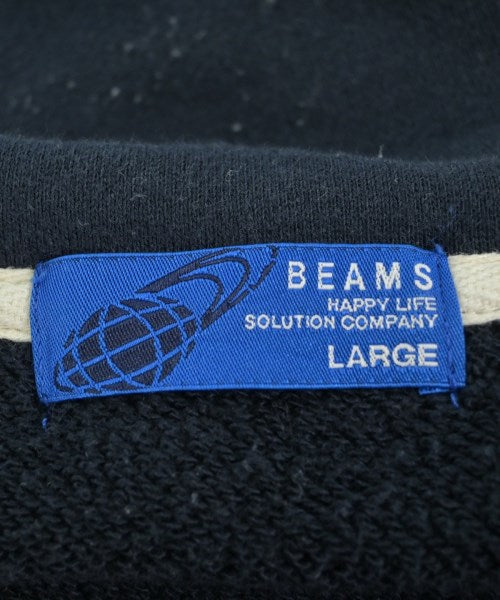 BEAMS
HAPPY LIFE
SOLUTION COMPANY
LARGE